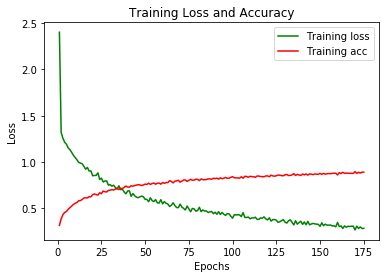 Training Loss and Accuracy
2.5
2.0
1.5
1.0
0.5
Loss
Training loss
Training acc
0 25 50 75 100 125 150 175
Epochs